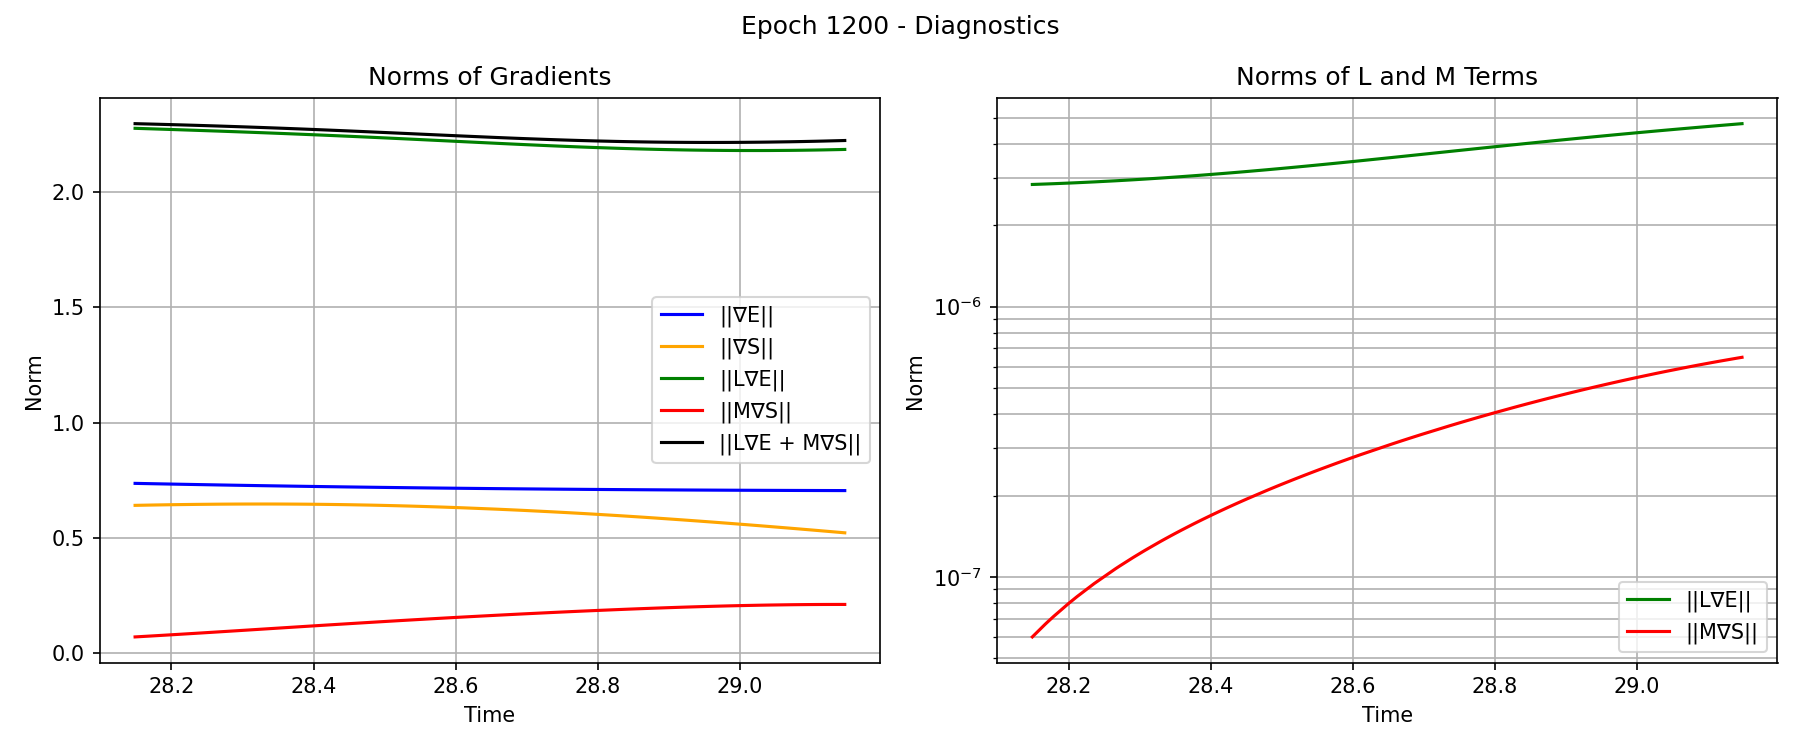 Epoch 1200 - Diagnostics
Norms of Gradients
Norm
2.0
1.5
1.0
0.5
0.0
28.2
28.4
28.6
28.8
29.0
Time
||∇E||
||∇S||
||L∇E||
||M∇S||
||L∇E + M∇S||
Norms of L and M Terms
Norm
10⁻⁶
10⁻⁷
28.2
28.4
28.6
28.8
29.0
Time
||L∇E||
||M∇S||